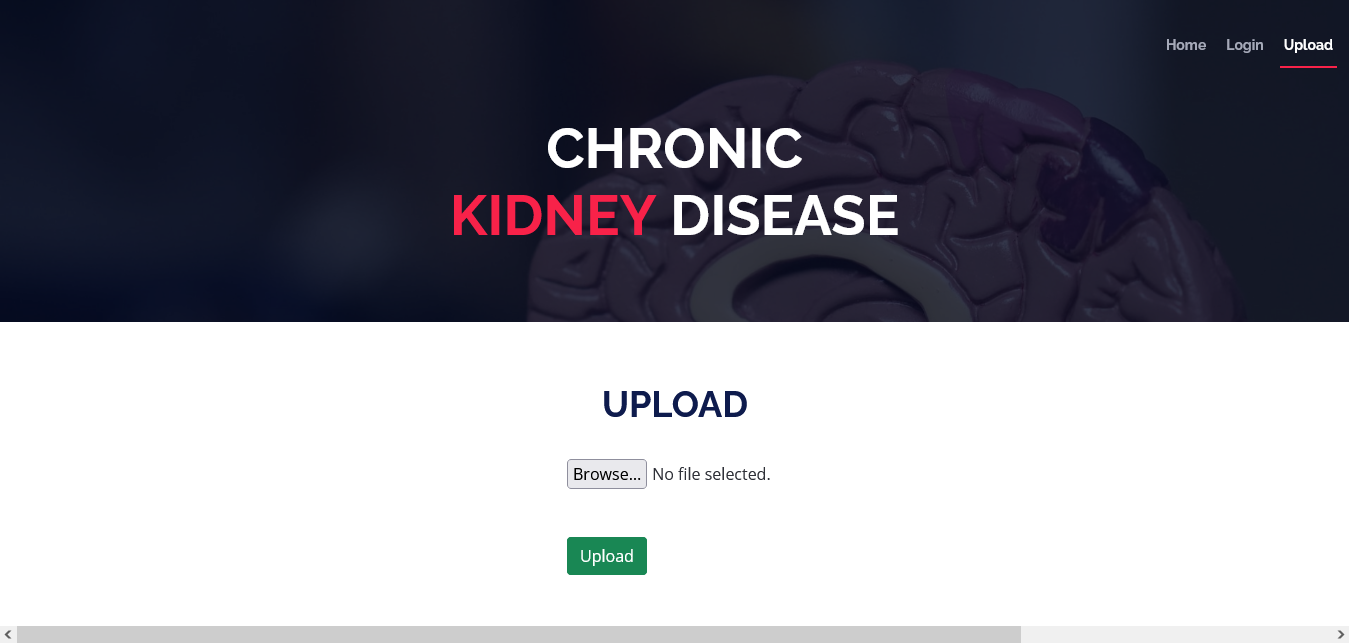 Home Login Upload
CHRONIC
KIDNEY DISEASE
UPLOAD
Browse... No file selected.
Upload